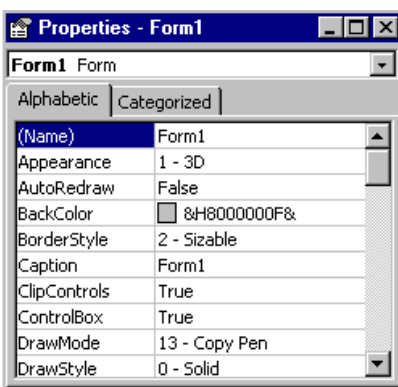 Properties - Form1
Form1 Form
Alphabetic Categorized
(Name) Form1
Appearance 1 - 3D
AutoRedraw False
BackColor &H8000000F&
BorderStyle 2 - Sizable
Caption Form1
ClipControls True
ControlBox True
DrawMode 13 - Copy Pen
DrawStyle 0 - Solid